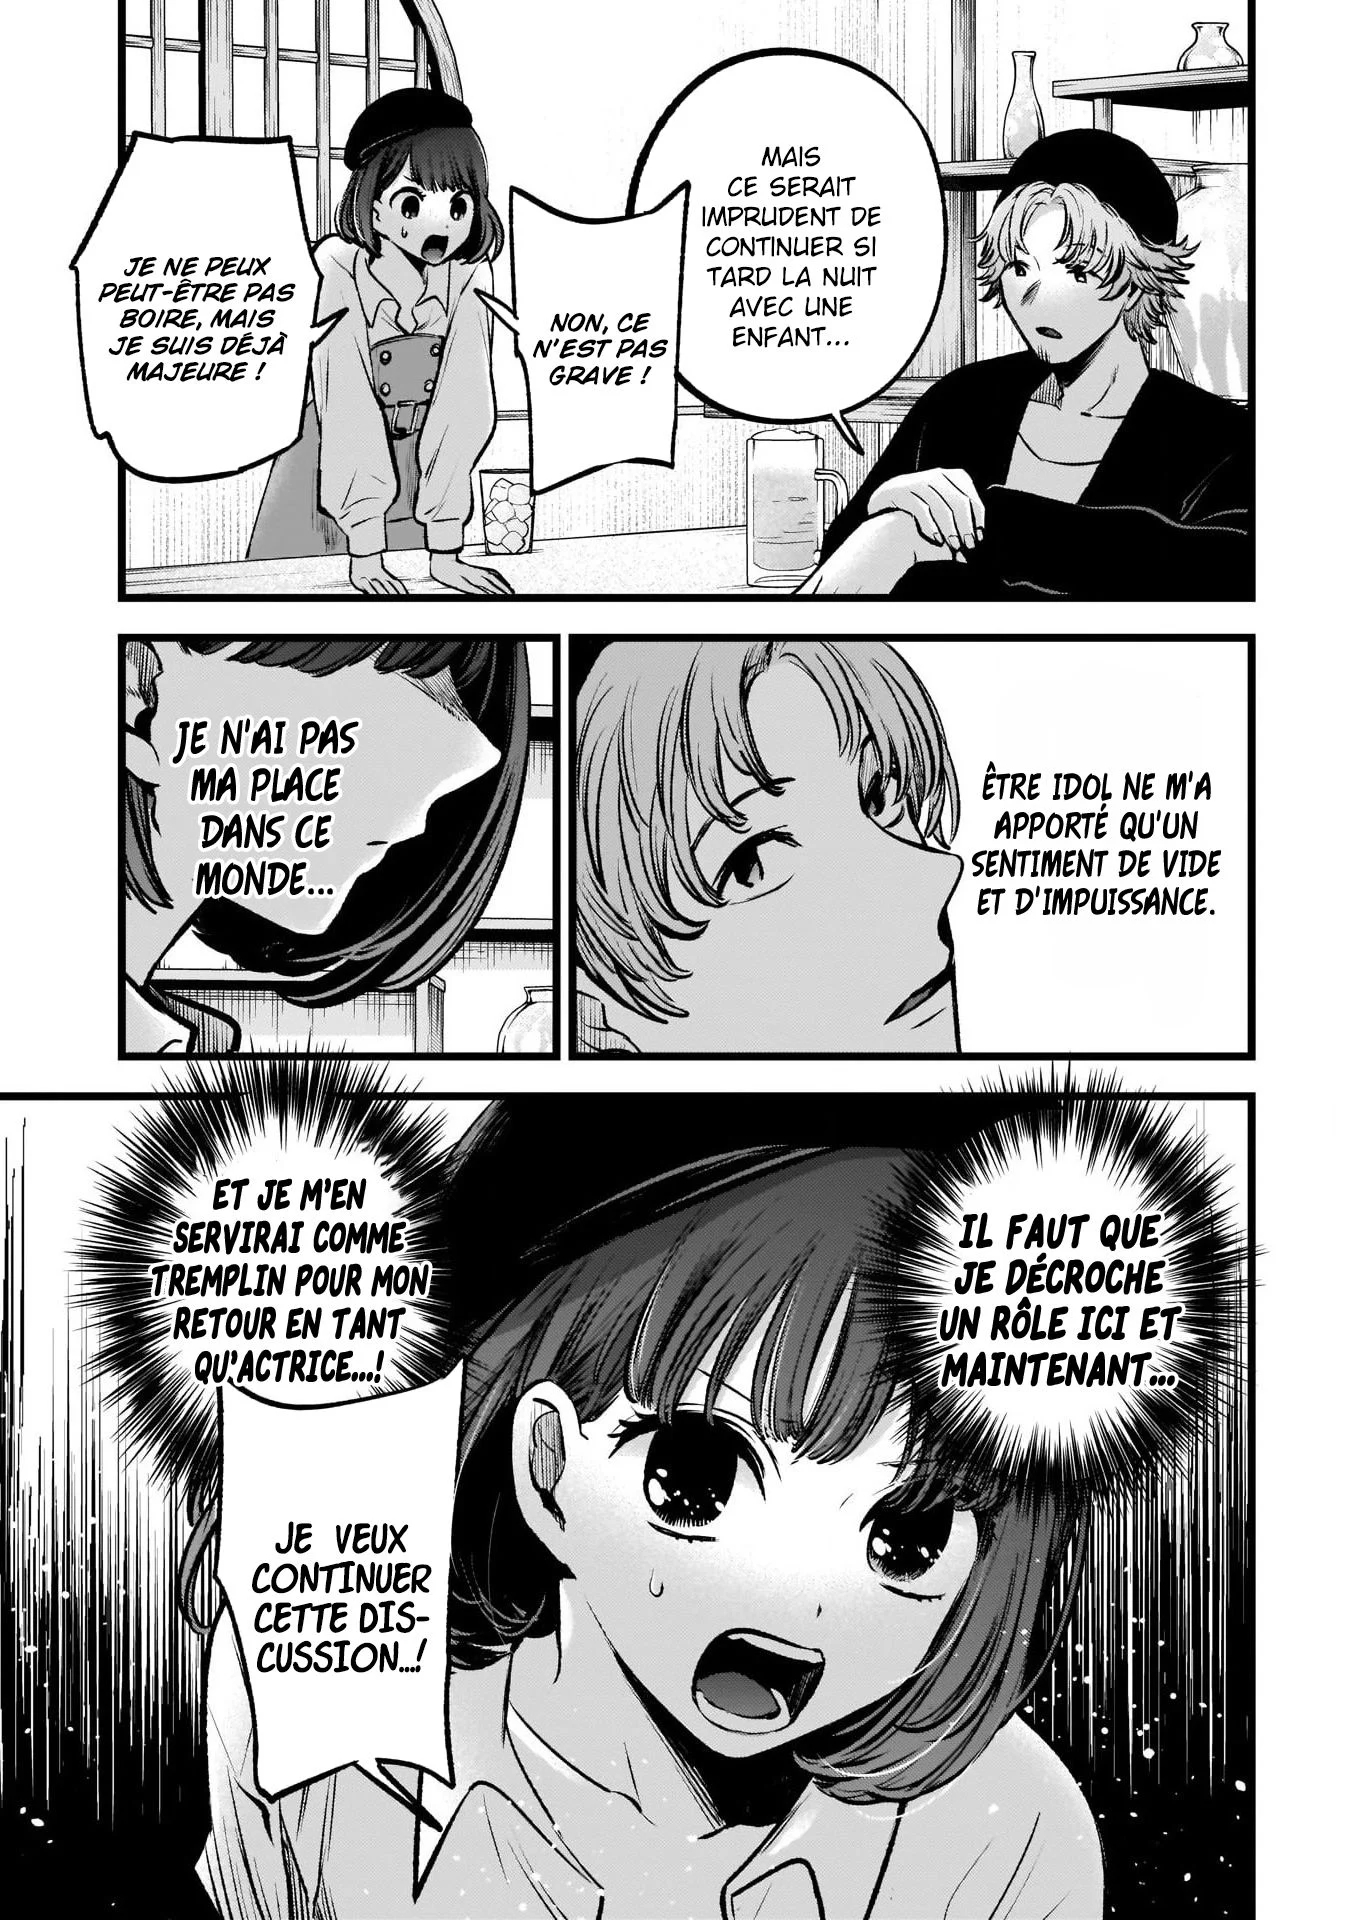 MAIS
CE SERAIT
IMPRUDENT DE
CONTINUER SI
TARD LA NUIT
AVEC UNE
ENFANT...
NON, CE
N'EST PAS
GRAVE !
JE NE PEUX
PEUT-ÊTRE PAS
BOIRE, MAIS
JE SUIS DÉJÀ
MAJEURE !
ÊTRE IDOL NE M'A
APPORTÉ QU'UN
SENTIMENT DE VIDE
ET D'IMPUISSANCE.
JE N'AI PAS
MA PLACE
DANS CE
MONDE...
IL FAUT QUE
JE DÉCROCHE
UN RÔLE ICI ET
MAINTENANT...
ET JE M'EN
SERVIRAI COMME
TREMPLIN POUR MON
RETOUR EN TANT
QU'ACTRICE...!
JE VEUX
CONTINUER
CETTE DIS-
CUSSION...!